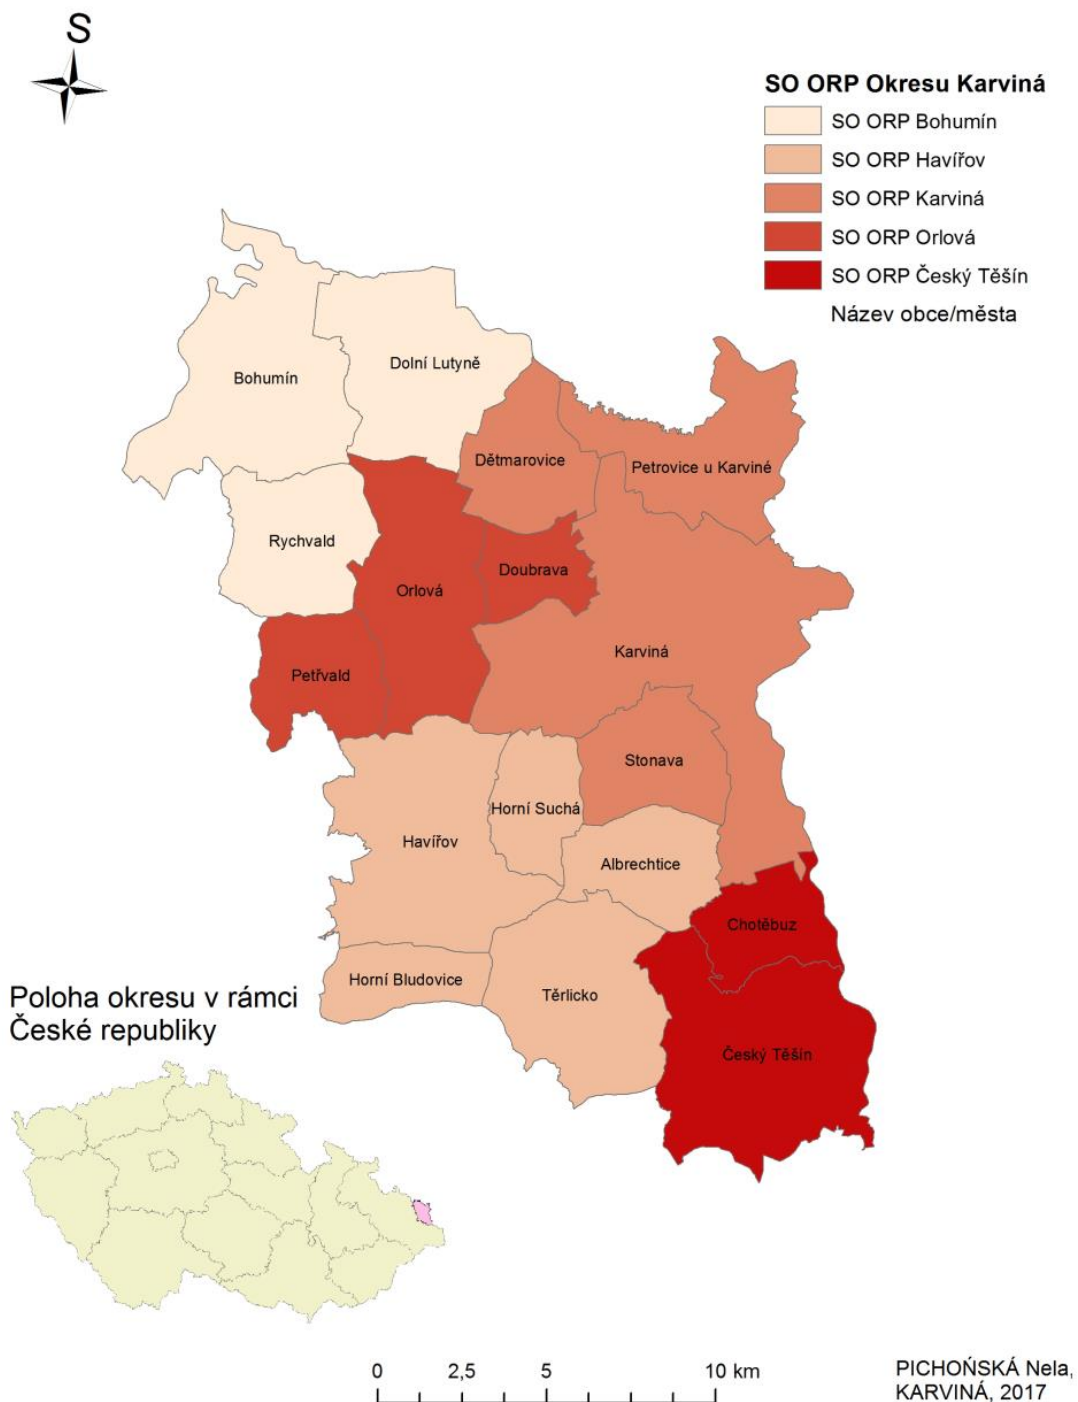 S
SO ORP Okresu Karviná
SO ORP Bohumín
SO ORP Havířov
SO ORP Karviná
SO ORP Orlová
SO ORP Český Těšín
Název obce/města
Dolní Lutyně
Bohumín
Dětmarovice
Petrovice u Karviné
Rychvald
Doubrava
Orlová
Karviná
Petřvald
Stonava
Horní Suchá
Havířov
Albrechtice
Chotěbuz
Horní Bludovice
Těrlicko
Český Těšín
Poloha okresu v rámci
České republiky
0 2,5 5 10 km
PICHOŃSKÁ Nela,
KARVINÁ, 2017